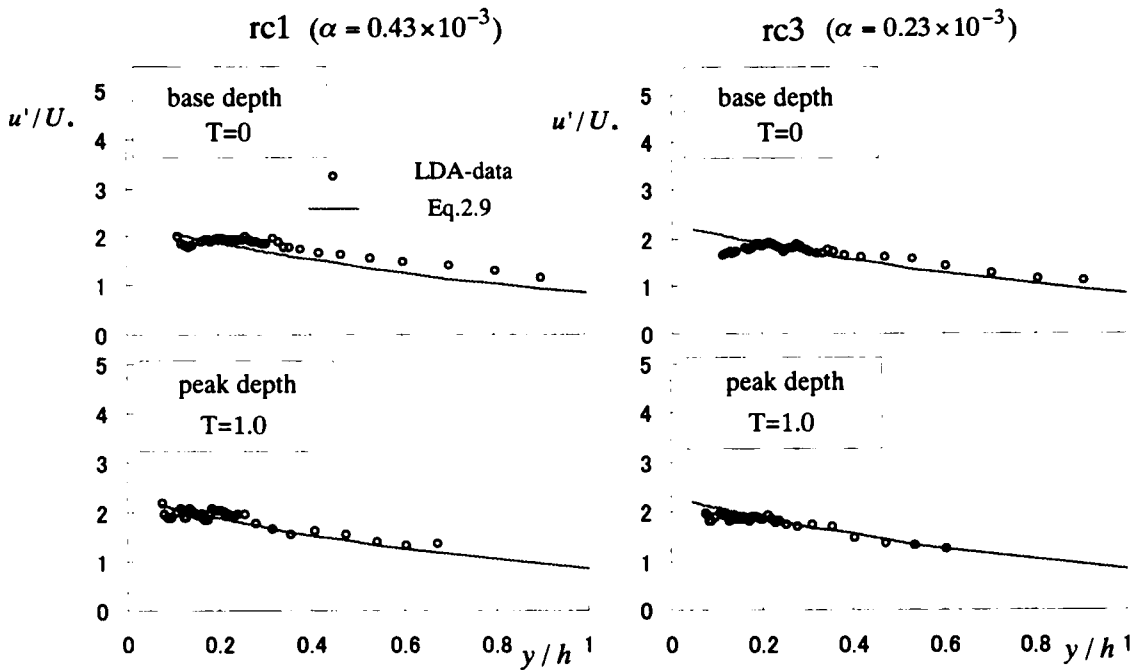 rc1 (α = 0.43×10⁻³)
rc3 (α = 0.23×10⁻³)
u'/U*
5
4
3
2
1
0
base depth
T=0
LDA-data
Eq.2.9
u'/U*
5
4
3
2
1
0
base depth
T=0
5
4
3
2
1
0
peak depth
T=1.0
0
0.2
0.4
0.6
0.8
1
y / h
5
4
3
2
1
0
peak depth
T=1.0
0
0.2
0.4
0.6
0.8
1
y / h